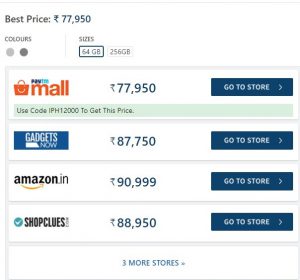 Best Price: ₹ 77,950
COLOURS
SIZES
64 GB
256GB
paytm
mall
₹77,950
GO TO STORE >
Use Code IPH12000 To Get This Price.
GADGETS
NOW
₹87,750
GO TO STORE >
amazon.in
₹90,999
GO TO STORE >
SHOPCLUES
₹88,950
GO TO STORE >
3 MORE STORES »